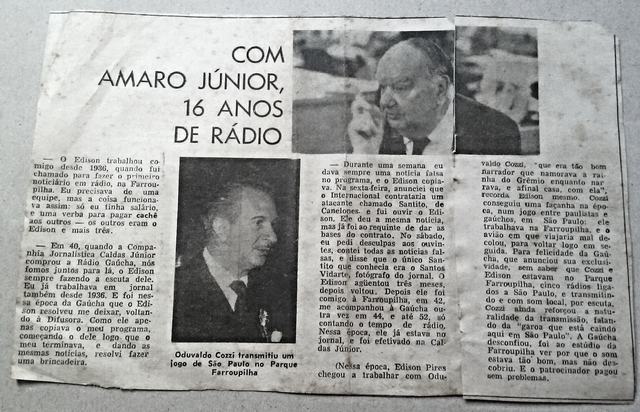 COM
AMARO JÚNIOR,
16 ANOS
DE RÁDIO
— O Edison trabalhou co-
migo desde 1936, quando fui
chamado para fazer o primeiro
noticiário em rádio, na Farrou-
pilha. Eu precisava de uma
equipe, mas a coisa funciona-
va assim: só eu tinha salário,
e uma verba para pagar cachê
aos outros — os outros eram o
Edison e mais três.
— Em 40, quando a Compa-
nhia Jornalística Caldas Júnior
comprou a Rádio Gaúcha, nós
fomos juntos para lá, o Edison
sempre fazendo a escuta dele.
Eu já trabalhava em jornal
também desde 1936. E foi nes-
sa época da Gaúcha que o Edi-
son resolveu me deixar, voltan-
do à Difusora. Como ele ape-
nas copiava o meu programa,
começando o dele logo que o
meu terminava, e dando as
mesmas notícias, resolvi fazer
uma brincadeira.
Oduvaldo Cozzi transmitiu um
jogo de São Paulo no Parque
Farroupilha
— Durante uma semana eu
dava sempre uma notícia falsa
no programa, e o Edison copia-
va. Na sexta-feira, anunciei que
o Internacional contrataria um
atacante chamado Santito, de
Canelones. E fui ouvir o Edi-
son. Ele deu a mesma notícia,
mas já foi ao requinte de dar as
bases do contrato. No sábado,
eu pedi desculpas aos ouvin-
tes, contei todas as notícias fal-
sas, e disse que o único San-
tito que conhecia era o Santos
Vidarte, fotógrafo do jornal. O
Edison agüentou três meses,
depois voltou. Depois ele foi
comigo à Farroupilha, em 42,
me acompanhou à Gaúcha ou-
tra vez em 44, e até 52, só
contando o tempo de rádio.
Nessa época, ele já estava no
jornal, e foi efetivado na Cal-
das Júnior.
(Nessa época, Edison Pires
chegou a trabalhar com Odu-
valdo Cozzi, "que era tão bom
narrador que namorava a rai-
nha do Grêmio enquanto nar-
rava, e afinal casa, com ela",
recorda Edison mesmo. Cozzi
conseguiu uma façanha na épo-
ca, num jogo entre paulistas e
gaúchos, em São Paulo: ele
trabalhava na Farroupilha, e o
avião em que viajaria mal de-
colou, para voltar logo em se-
guida. Para felicidade da Gaú-
cha, que anunciou sua exclusi-
vidade, sem saber que Cozzi e
Edison estavam no Parque
Farroupilha, cinco rádios liga-
dos a São Paulo, e transmitin-
do e com som local, por escuta,
Cozzi ainda reforçou a natu-
ralidade da transmissão, falan-
do da "garoa que está caindo
aqui em São Paulo". A Gaúcha
desconfiou, foi ao estúdio da
Farroupilha ver por que o som
estava tão bom, mas não des-
cobriu. E o patrocinador pagou
sem problemas.